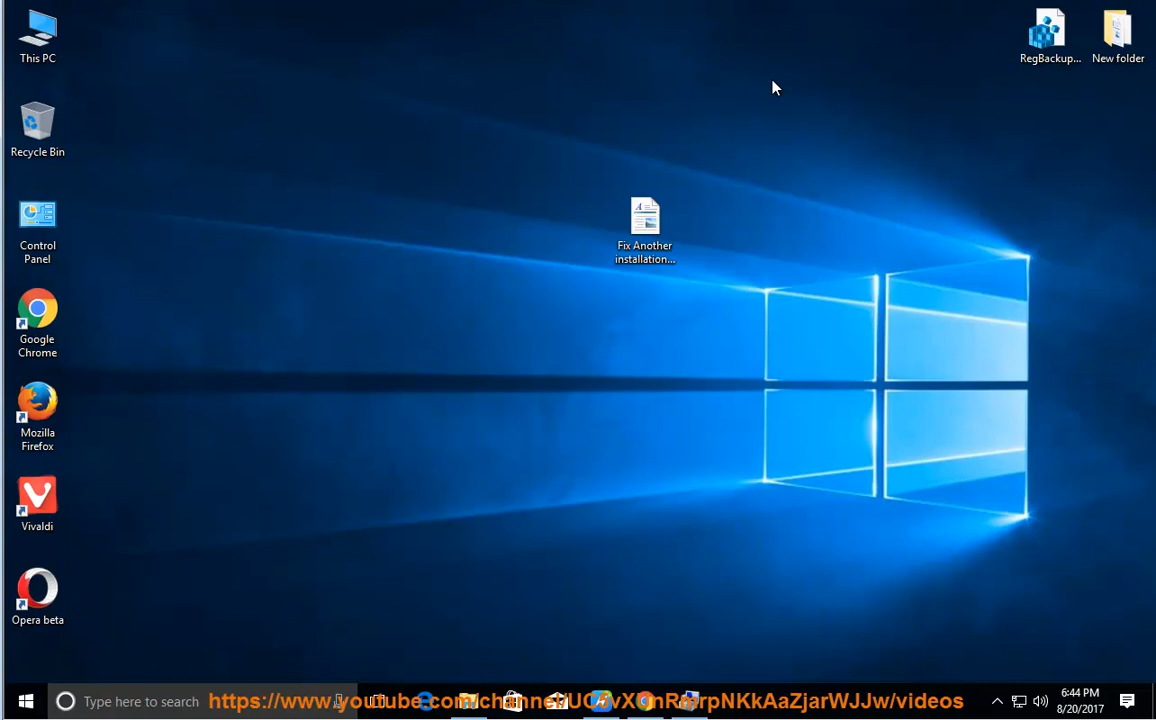 This PC
RegBackup...
New folder
Recycle Bin
Fix Another
installation...
Control
Panel
Google
Chrome
Mozilla
Firefox
Vivaldi
Opera beta
Type here to search
6:44 PM
8/20/2017